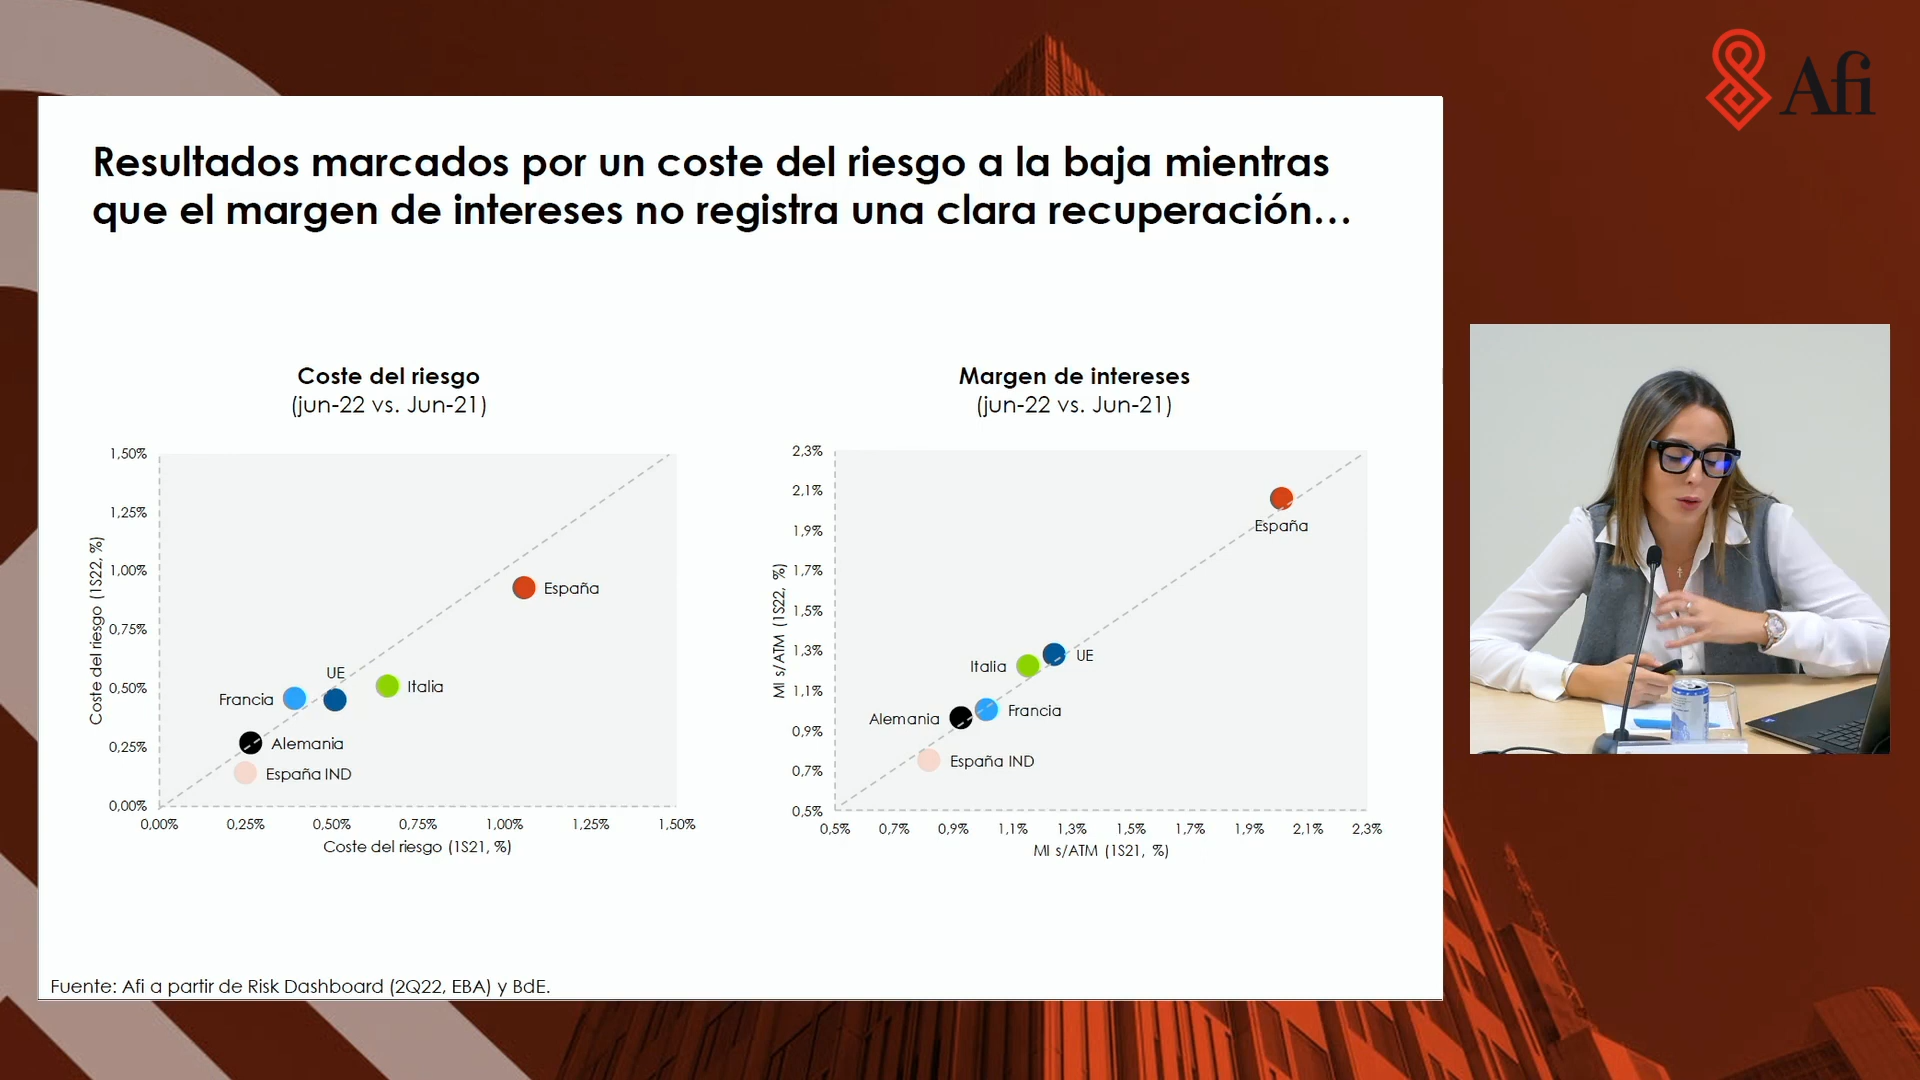 Afi
Resultados marcados por un coste del riesgo a la baja mientras
que el margen de intereses no registra una clara recuperación...
Coste del riesgo
(jun-22 vs. Jun-21)
1,50%
1,25%
1,00%
0,75%
0,50%
0,25%
0,00%
Coste del riesgo (1S22, %)
España
UE
Italia
Francia
Alemania
España IND
0,00% 0,25% 0,50% 0,75% 1,00% 1,25% 1,50%
Coste del riesgo (1S21, %)
Margen de intereses
(jun-22 vs. Jun-21)
2,3%
2,1%
1,9%
1,7%
1,5%
1,3%
1,1%
0,9%
0,7%
0,5%
MI s/ATM (1S22, %)
España
Italia
UE
Alemania
Francia
España IND
0,5% 0,7% 0,9% 1,1% 1,3% 1,5% 1,7% 1,9% 2,1% 2,3%
MI s/ATM (1S21, %)
Fuente: Afi a partir de Risk Dashboard (2Q22, EBA) y BdE.